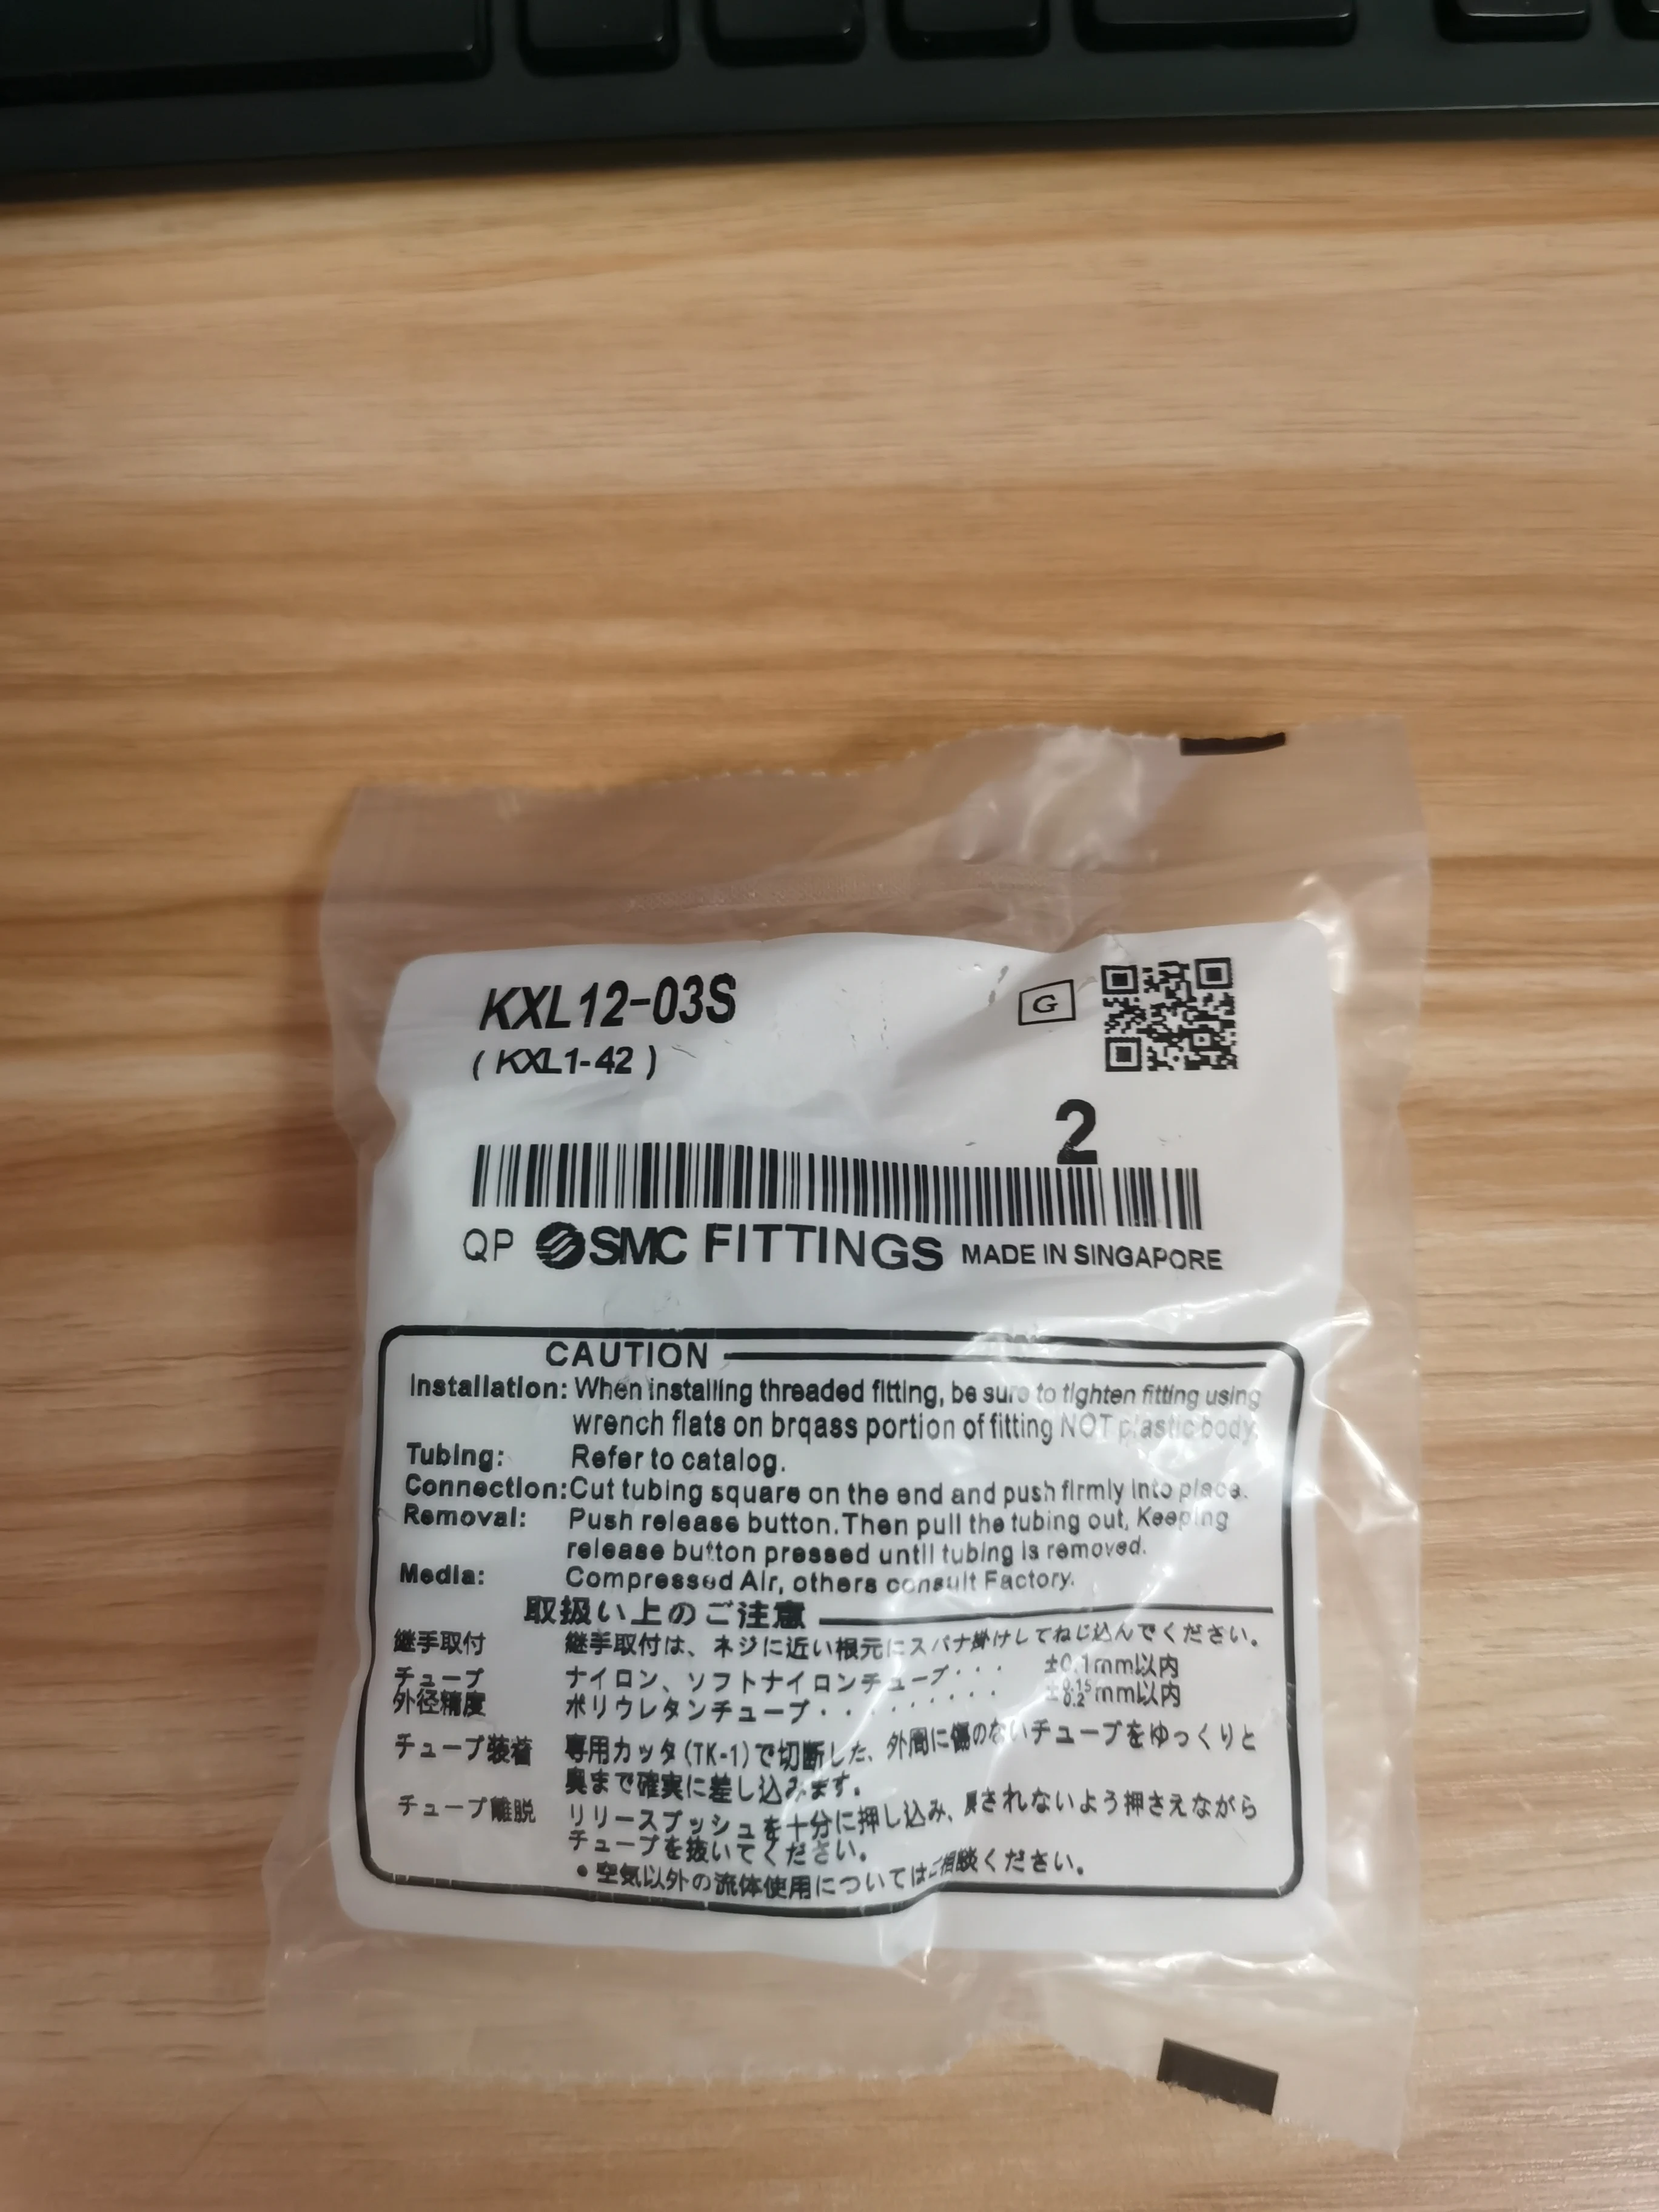 KXL12-03S
G
( KXL1-42 )
2
QP SMC FITTINGS MADE IN SINGAPORE
CAUTION
Installation: When installing threaded fitting, be sure to tighten fitting using
wrench flats on brqass portion of fitting NOT plastic body.
Tubing: Refer to catalog.
Connection: Cut tubing square on the end and push firmly into place.
Removal: Push release button. Then pull the tubing out, Keeping
release button pressed until tubing is removed.
Media: Compressed Air, others consult Factory.
取扱い上のご注意
継手取付 継手取付は、ネジに近い根元にスパナ掛けしてねじ込んでください。
チューブ ナイロン、ソフトナイロンチューブ・・・ ±0.1mm以内
外径精度 ポリウレタンチューブ・・・・・・・・ ±0.15 0.2mm以内
チューブ装着 専用カッタ(TK-1)で切断した、外周に傷のないチューブをゆっくりと
奥まで確実に差し込みます。
チューブ離脱 リリースプッシュを十分に押し込み、戻されないよう押さえながら
チューブを抜いてください。
・空気以外の流体使用についてはご相談ください。